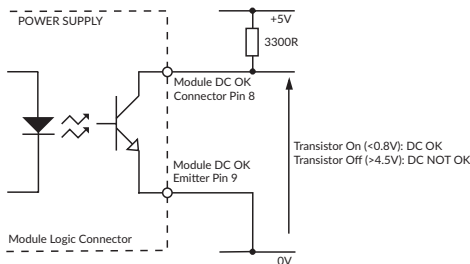 POWER SUPPLY
+5V
3300R
Module DC OK
Connector Pin 8
Transistor On (<0.8V): DC OK
Transistor Off (>4.5V): DC NOT OK
Module DC OK
Emitter Pin 9
Module Logic Connector
0V